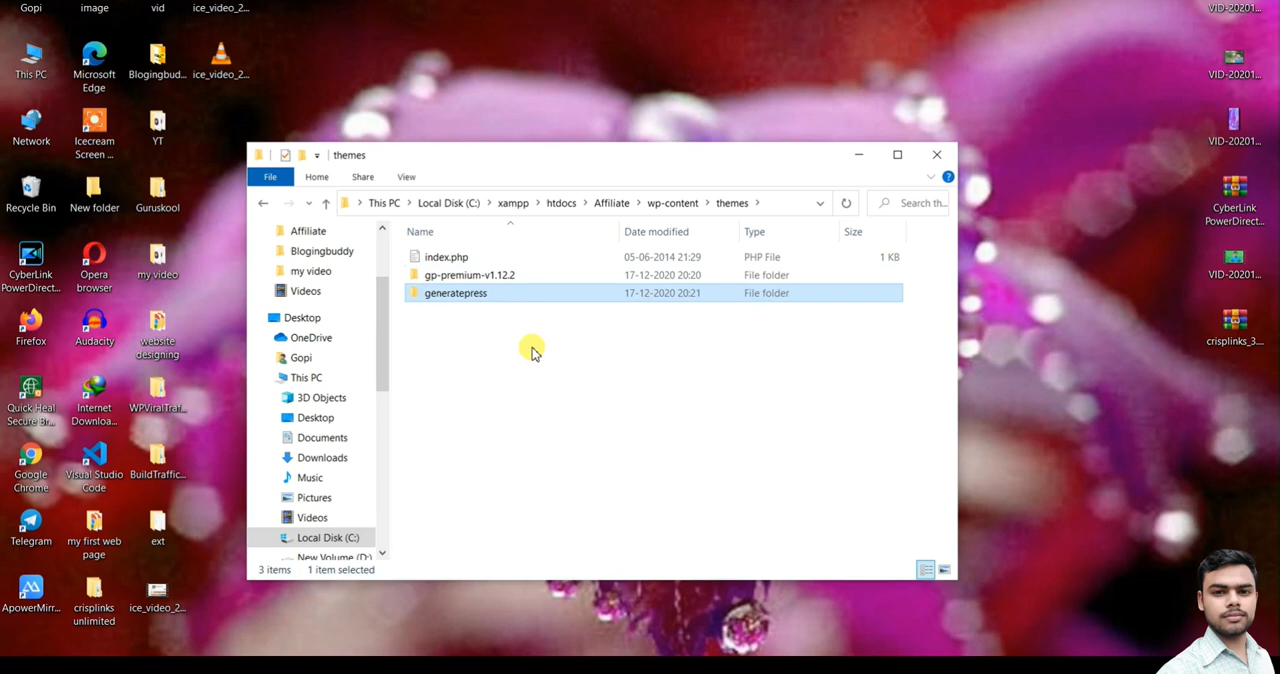 Gopi
image
vid
ice_video_2...
This PC
Microsoft
Edge
Blogingbud...
ice_video_2...
Network
Icecream
Screen ...
YT
Recycle Bin
New folder
Guruskool
CyberLink
PowerDirect...
Opera
browser
my video
Firefox
Audacity
website
designing
Quick Heal
Secure Br...
Internet
Downloa...
WPViralTraf...
Google
Chrome
Visual Studio
Code
BuildTraffic...
Telegram
my first web
page
ext
ApowerMirr...
crisplinks
unlimited
ice_video_2...
themes
File
Home
Share
View
This PC > Local Disk (C:) > xampp > htdocs > Affiliate > wp-content > themes >
Search th...
Affiliate
Blogingbuddy
my video
Videos
Desktop
OneDrive
Gopi
This PC
3D Objects
Desktop
Documents
Downloads
Music
Pictures
Videos
Local Disk (C:)
New Volume (D:)
Name Date modified Type Size
index.php 05-06-2014 21:29 PHP File 1 KB
gp-premium-v1.12.2 17-12-2020 20:20 File folder
generatepress 17-12-2020 20:21 File folder
3 items 1 item selected
VID-20201...
VID-20201...
VID-20201...
CyberLink
PowerDirect...
VID-20201...
crisplinks_3....